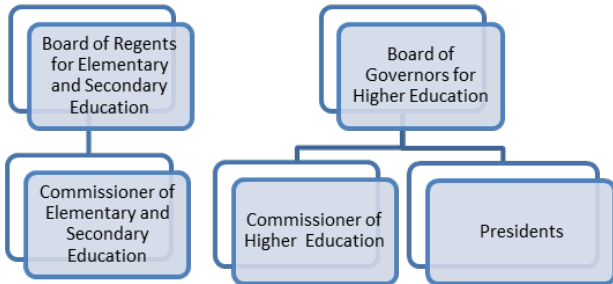 Board of Regents
for Elementary
and Secondary
Education
Board of
Governors for
Higher Education
Commissioner of
Elementary and
Secondary
Education
Commissioner of
Higher Education
Presidents